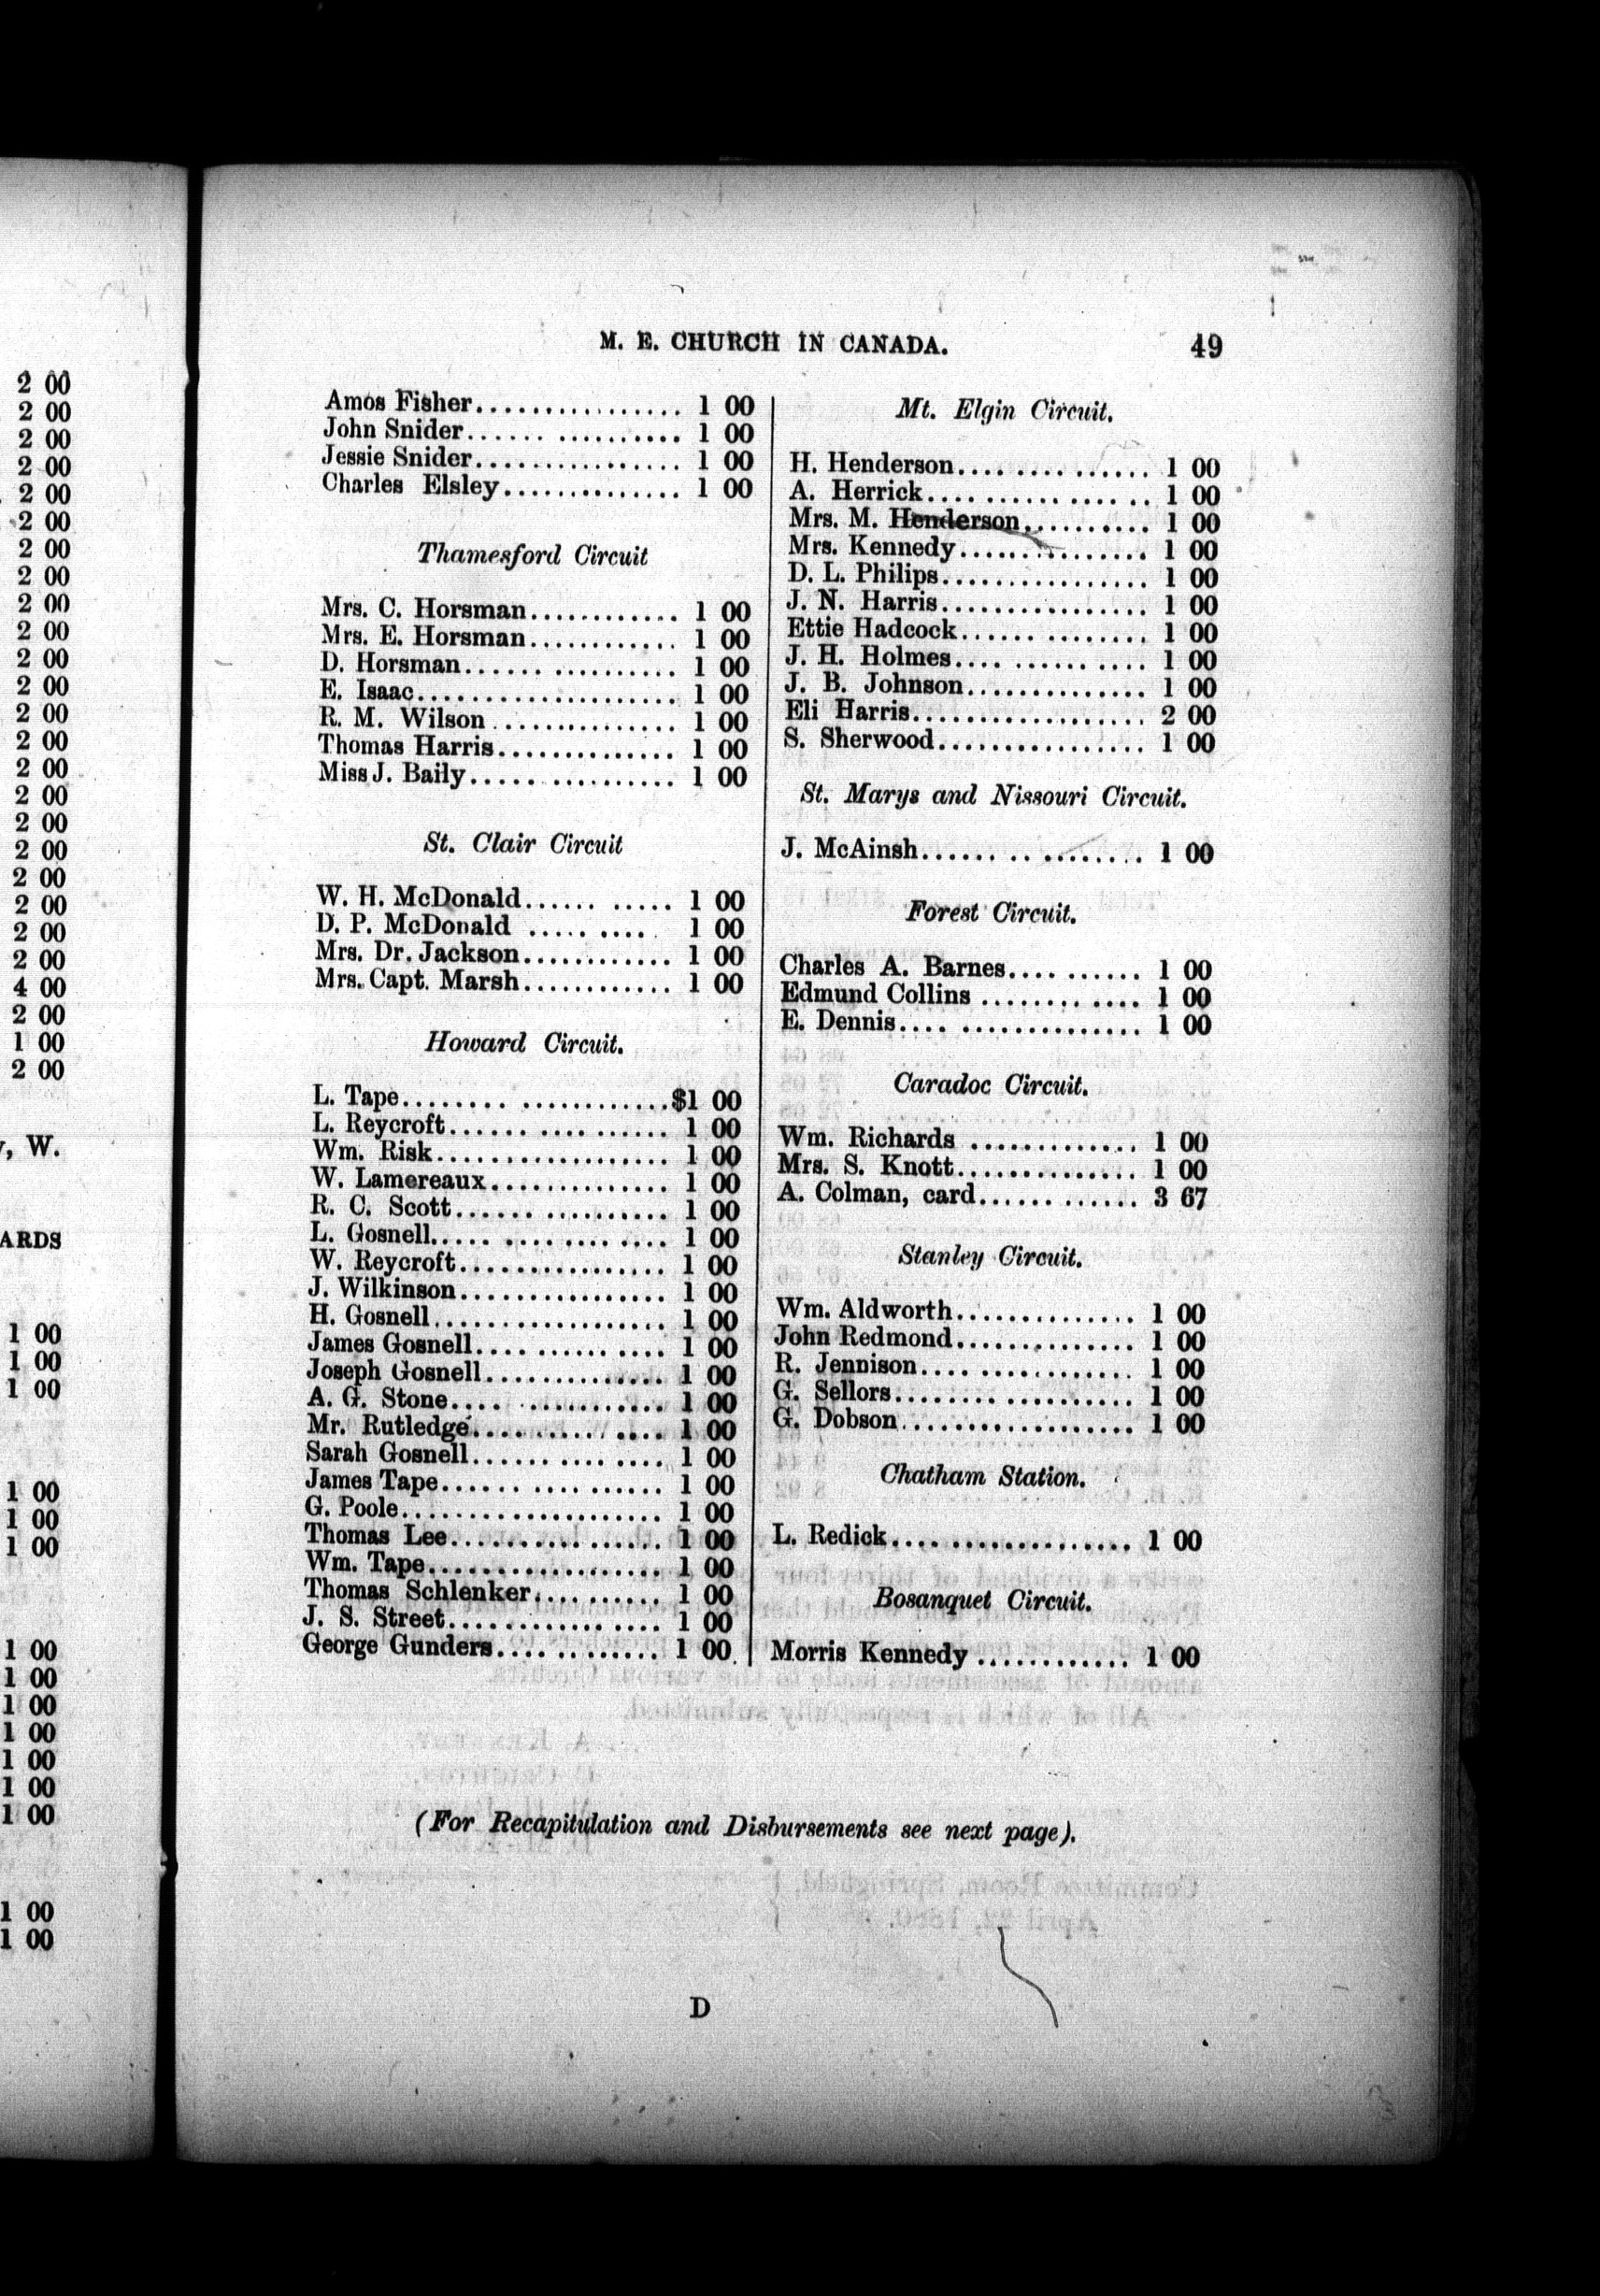 M. E. CHURCH IN CANADA. 49
Amos Fisher................ 1 00
John Snider................ 1 00
Jessie Snider............... 1 00
Charles Elsley.............. 1 00
Thamesford Circuit
Mrs. C. Horsman............ 1 00
Mrs. E. Horsman............ 1 00
D. Horsman................ 1 00
E. Isaac.................... 1 00
R. M. Wilson .............. 1 00
Thomas Harris.............. 1 00
Miss J. Baily................ 1 00
St. Clair Circuit
W. H. McDonald........... 1 00
D. P. McDonald ......... 1 00
Mrs. Dr. Jackson............ 1 00
Mrs. Capt. Marsh............ 1 00
Howard Circuit.
L. Tape....................$1 00
L. Reycroft................. 1 00
Wm. Risk.................. 1 00
W. Lamereaux.............. 1 00
R. C. Scott................. 1 00
L. Gosnell.................. 1 00
W. Reycroft................ 1 00
J. Wilkinson................ 1 00
H. Gosnell.................. 1 00
James Gosnell............... 1 00
Joseph Gosnell.............. 1 00
A. G. Stone................. 1 00
Mr. Rutledge............... 1 00
Sarah Gosnell............... 1 00
James Tape................. 1 00
G. Poole.................... 1 00
Thomas Lee................ 1 00
Wm. Tape.................. 1 00
Thomas Schlenker.......... 1 00
J. S. Street................. 1 00
George Gunders............. 1 00
Mt. Elgin Circuit.
H. Henderson............... 1 00
A. Herrick.................. 1 00
Mrs. M. Henderson.......... 1 00
Mrs. Kennedy............... 1 00
D. L. Philips................ 1 00
J. N. Harris................ 1 00
Ettie Hadcock.............. 1 00
J. H. Holmes............... 1 00
J. B. Johnson.............. 1 00
Eli Harris.................. 2 00
S. Sherwood................ 1 00
St. Marys and Nissouri Circuit.
J. McAinsh................. 1 00
Forest Circuit.
Charles A. Barnes.......... 1 00
Edmund Collins ............ 1 00
E. Dennis.................. 1 00
Caradoc Circuit.
Wm. Richards ............. 1 00
Mrs. S. Knott.............. 1 00
A. Colman, card............ 3 67
Stanley Circuit.
Wm. Aldworth.............. 1 00
John Redmond.............. 1 00
R. Jennison................ 1 00
G. Sellors.................. 1 00
G. Dobson.................. 1 00
Chatham Station.
L. Redick.................. 1 00
Bosanquet Circuit.
Morris Kennedy ............ 1 00
(For Recapitulation and Disbursements see next page).
D